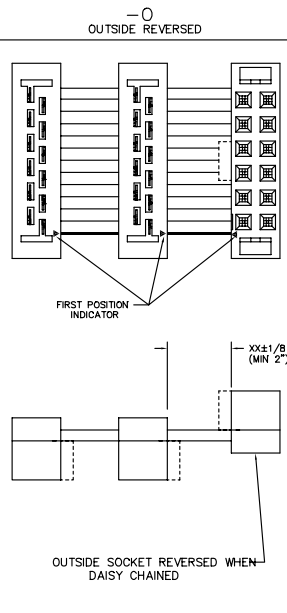 -O
OUTSIDE REVERSED
FIRST POSITION
INDICATOR
XX±1/8
(MIN 2")
OUTSIDE SOCKET REVERSED WHEN
DAISY CHAINED